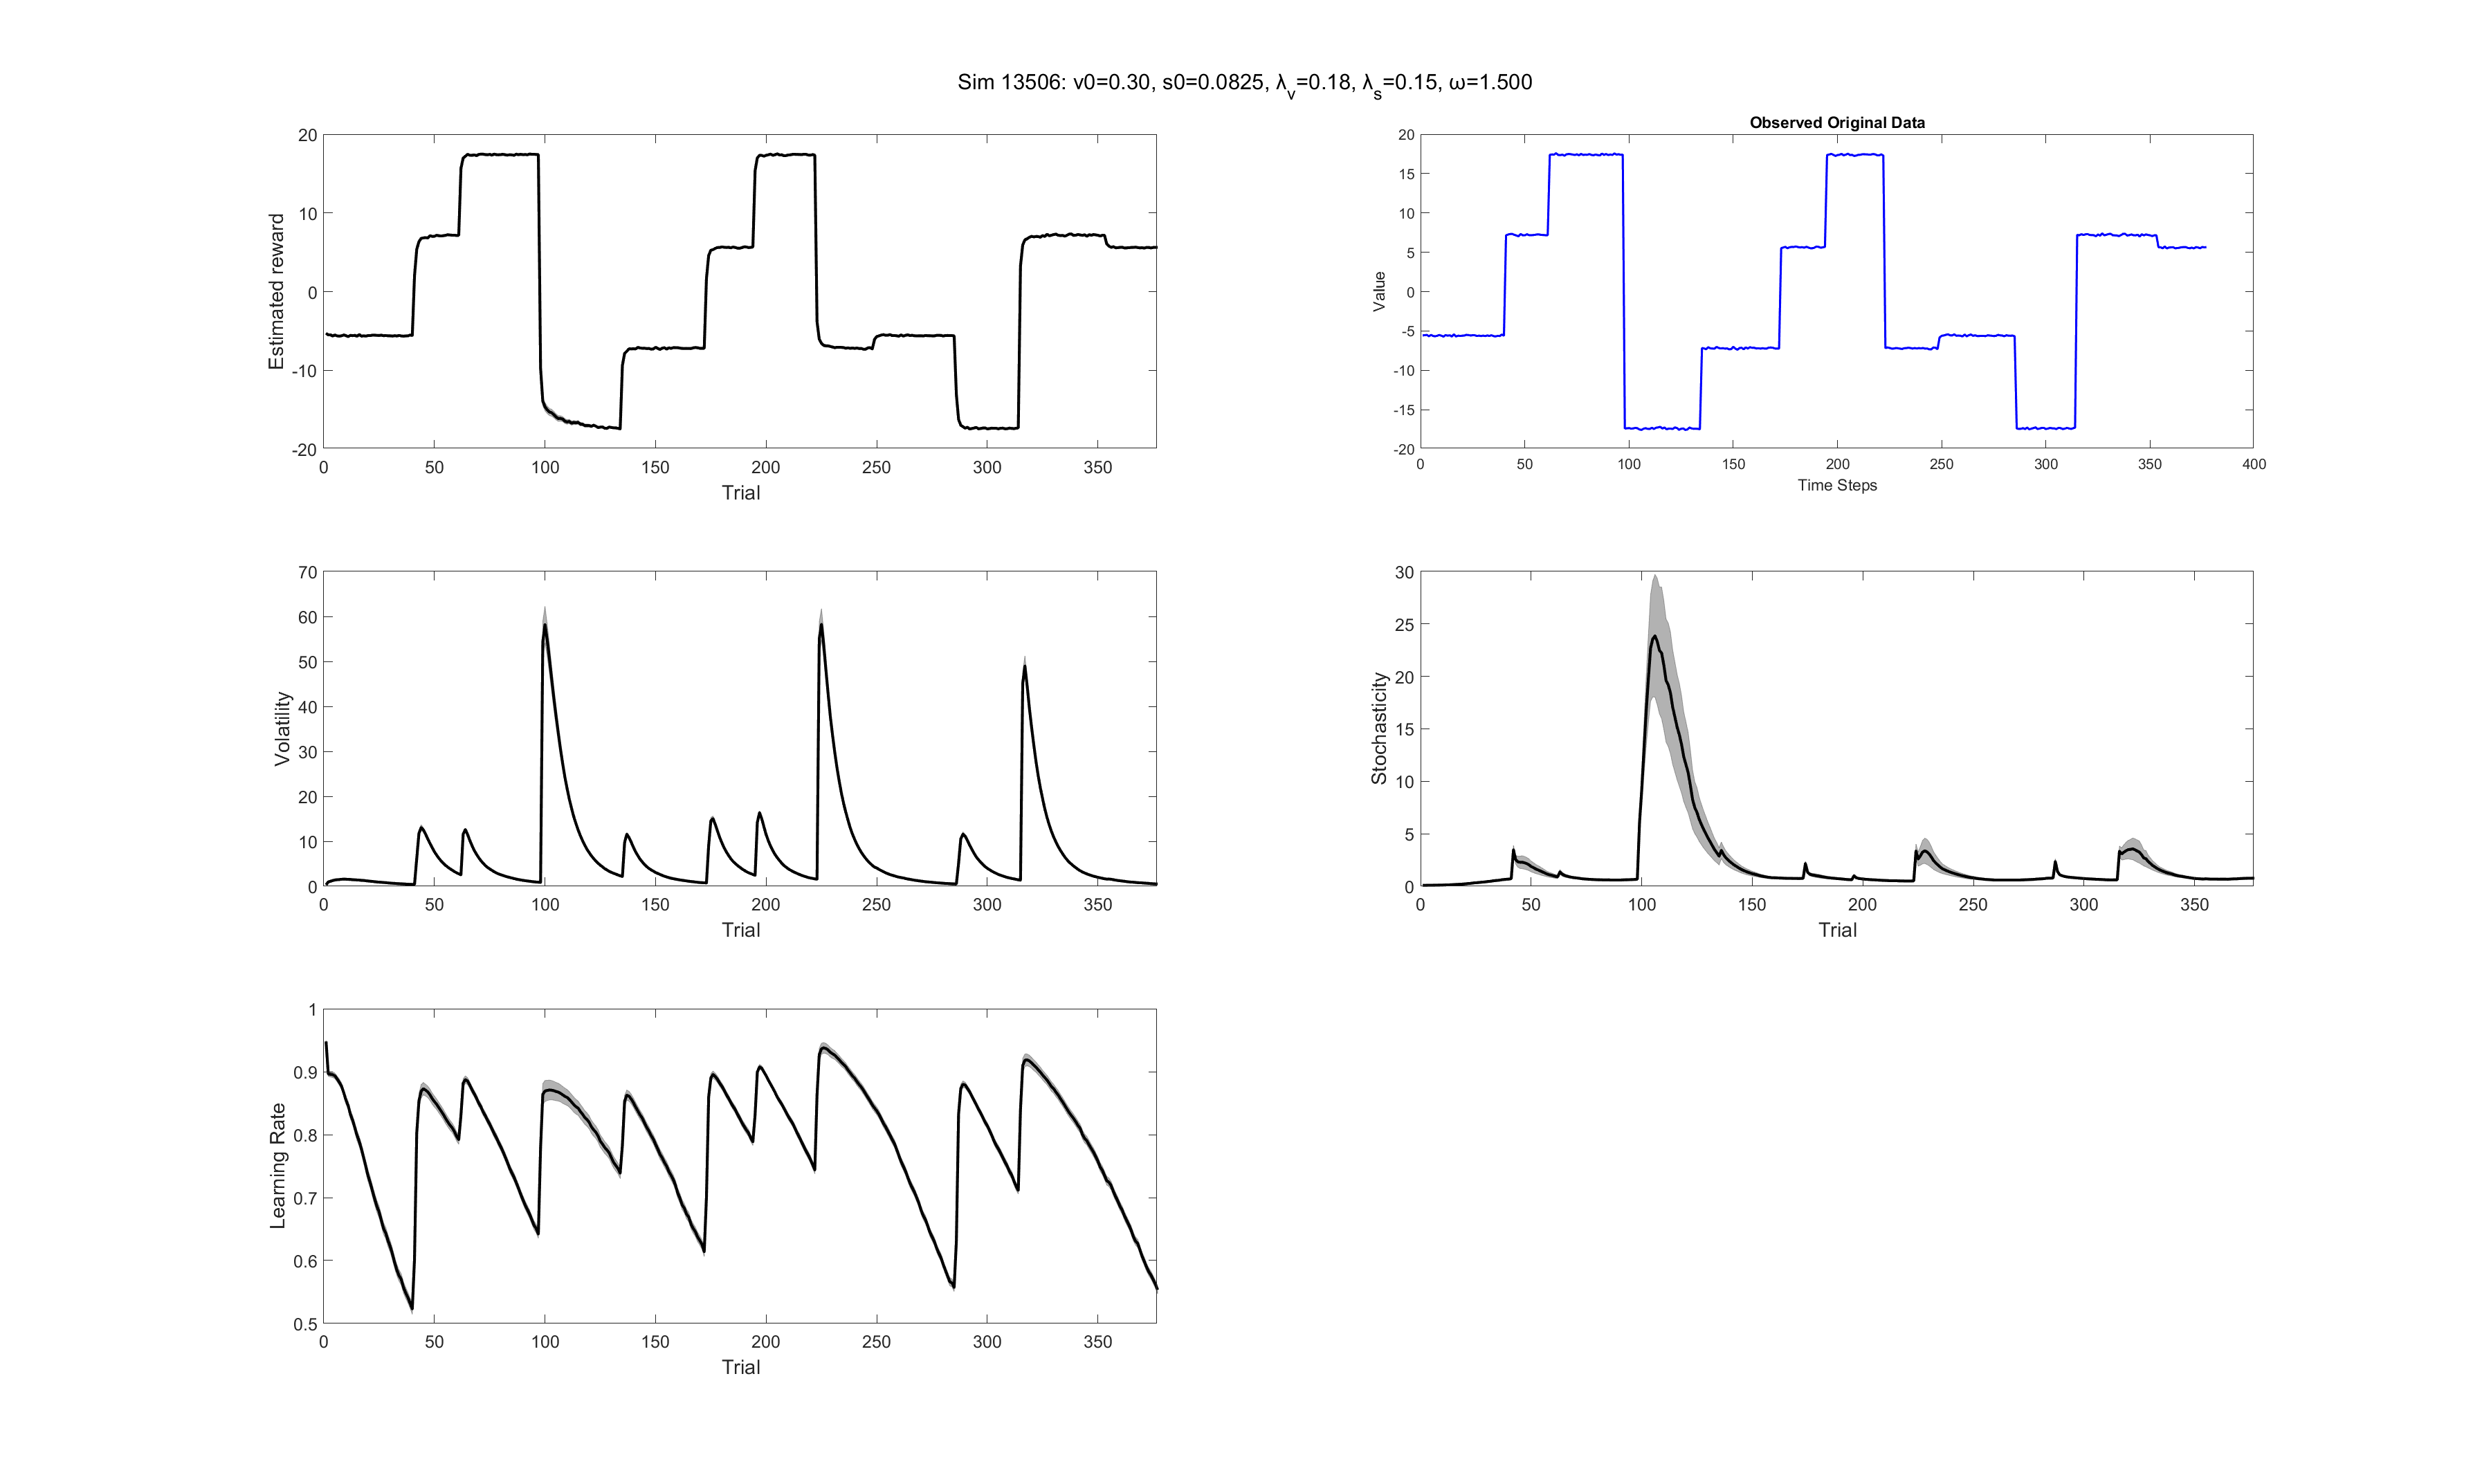 Sim 13506: v0=0.30, s0=0.0825, λv=0.18, λs=0.15, ω=1.500
Estimated reward
20
10
0
-10
-20
0 50 100 150 200 250 300 350
Trial
Observed Original Data
Value
20
15
10
5
0
-5
-10
-15
-20
0 50 100 150 200 250 300 350 400
Time Steps
Volatility
70
60
50
40
30
20
10
0
0 50 100 150 200 250 300 350
Trial
Stochasticity
30
25
20
15
10
5
0
0 50 100 150 200 250 300 350
Trial
Learning Rate
1
0.9
0.8
0.7
0.6
0.5
0 50 100 150 200 250 300 350
Trial